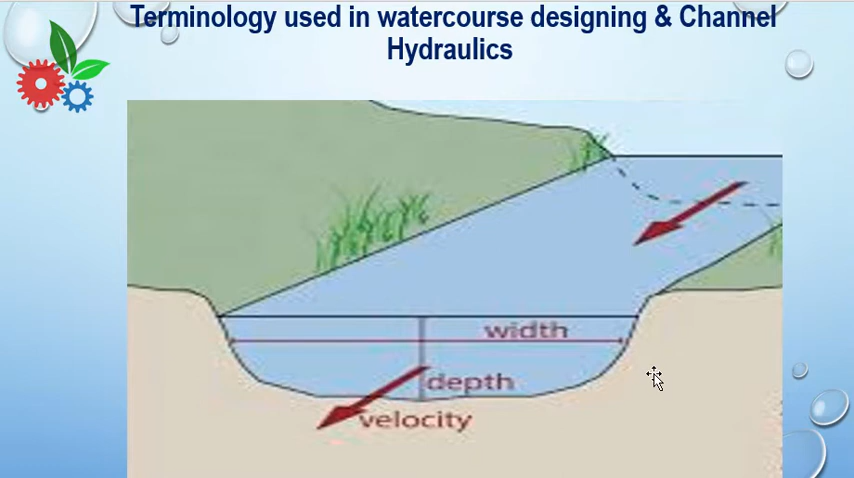 Terminology used in watercourse designing & Channel
Hydraulics
width
depth
velocity